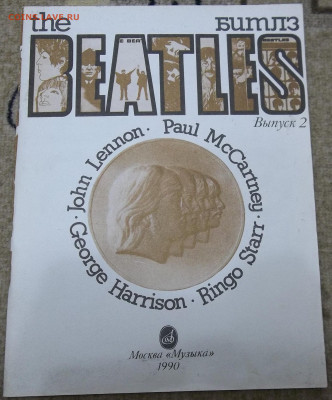 the Битлз
BEATLES
Выпуск 2
John Lennon · Paul McCartney
· George Harrison · Ringo Starr ·
Москва «Музыка»
1990